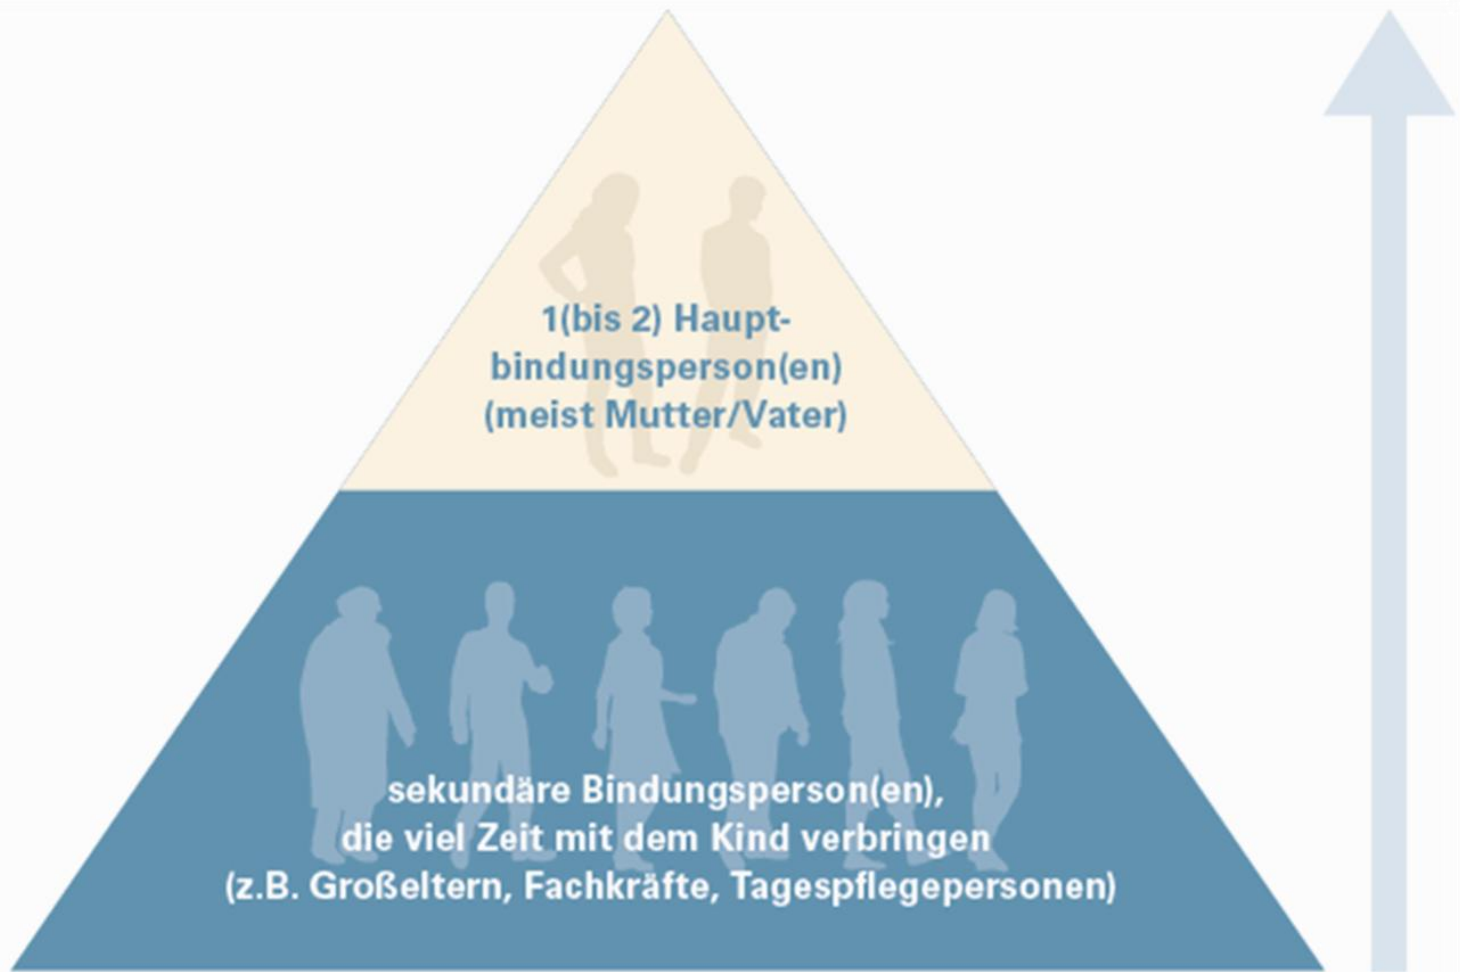 1(bis 2) Haupt-
bindungsperson(en)
(meist Mutter/Vater)
sekundäre Bindungsperson(en),
die viel Zeit mit dem Kind verbringen
(z.B. Großeltern, Fachkräfte, Tagespflegepersonen)